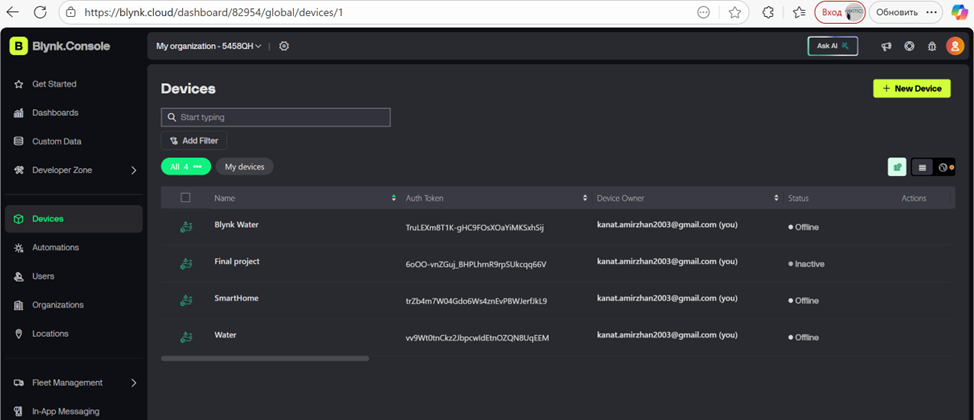 https://blynk.cloud/dashboard/82954/global/devices/1
Вход
Обновить
B Blynk.Console
My organization - 5458QH
Ask AI
Get Started
Dashboards
Custom Data
Developer Zone
Devices
Automations
Users
Organizations
Locations
Fleet Management
In-App Messaging
Devices
+ New Device
Start typing
Add Filter
All 4
My devices
Name Auth Token Device Owner Status Actions
Blynk Water TruLEXm8T1K-gHC9FOsXOaYiMKSxhSij kanat.amirzhan2003@gmail.com (you) Offline
Final project 6oOO-vnZGuj_BHPLhmR9rpSUkcqq66V kanat.amirzhan2003@gmail.com (you) Inactive
SmartHome trZb4m7W04Gdo6Ws4znEvPBWJerfJkL9 kanat.amirzhan2003@gmail.com (you) Offline
Water vv9Wt0tnCkz2JbpcwldEtnOZQN8UqEEM kanat.amirzhan2003@gmail.com (you) Offline